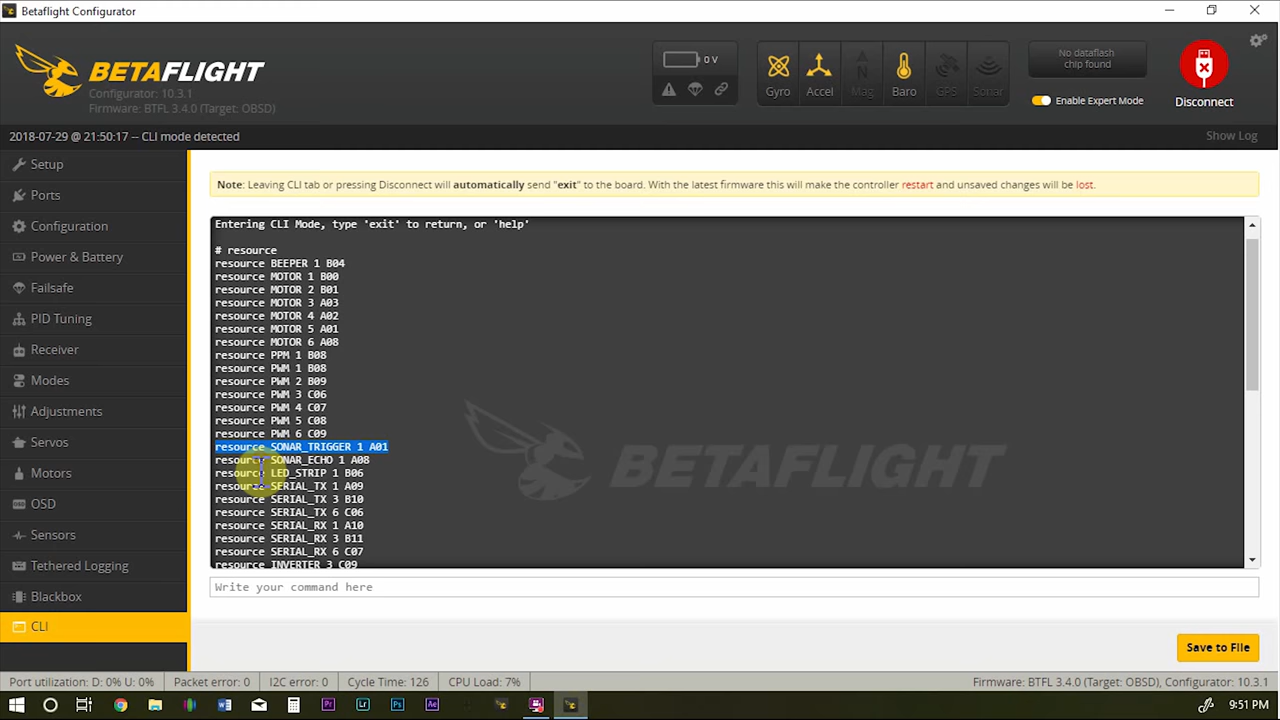 Betaflight Configurator
BETAFLIGHT
Configurator: 10.3.1
Firmware: BTFL 3.4.0 (Target: OBSD)
0 V
Gyro
Accel
Mag
Baro
GPS
Sonar
No dataflash
chip found
Enable Expert Mode
Disconnect
2018-07-29 @ 21:50:17 -- CLI mode detected
Show Log
Setup
Ports
Configuration
Power & Battery
Failsafe
PID Tuning
Receiver
Modes
Adjustments
Servos
Motors
OSD
Sensors
Tethered Logging
Blackbox
CLI
Note: Leaving CLI tab or pressing Disconnect will automatically send "exit" to the board. With the latest firmware this will make the controller restart and unsaved changes will be lost.
Entering CLI Mode, type 'exit' to return, or 'help'
# resource
resource BEEPER 1 B04
resource MOTOR 1 B00
resource MOTOR 2 B01
resource MOTOR 3 A03
resource MOTOR 4 A02
resource MOTOR 5 A01
resource MOTOR 6 A08
resource PPM 1 B08
resource PWM 1 B08
resource PWM 2 B09
resource PWM 3 C06
resource PWM 4 C07
resource PWM 5 C08
resource PWM 6 C09
resource SONAR_TRIGGER 1 A01
resource SONAR_ECHO 1 A08
resource LED_STRIP 1 B06
resource SERIAL_TX 1 A09
resource SERIAL_TX 3 B10
resource SERIAL_TX 6 C06
resource SERIAL_RX 1 A10
resource SERIAL_RX 3 B11
resource SERIAL_RX 6 C07
resource INVERTER 3 C09
BETAFLIGHT
Write your command here
Save to File
Port utilization: D: 0% U: 0%
Packet error: 0
I2C error: 0
Cycle Time: 126
CPU Load: 7%
Firmware: BTFL 3.4.0 (Target: OBSD), Configurator: 10.3.1
W
Pr
Lr
Ps
Ae
9:51 PM